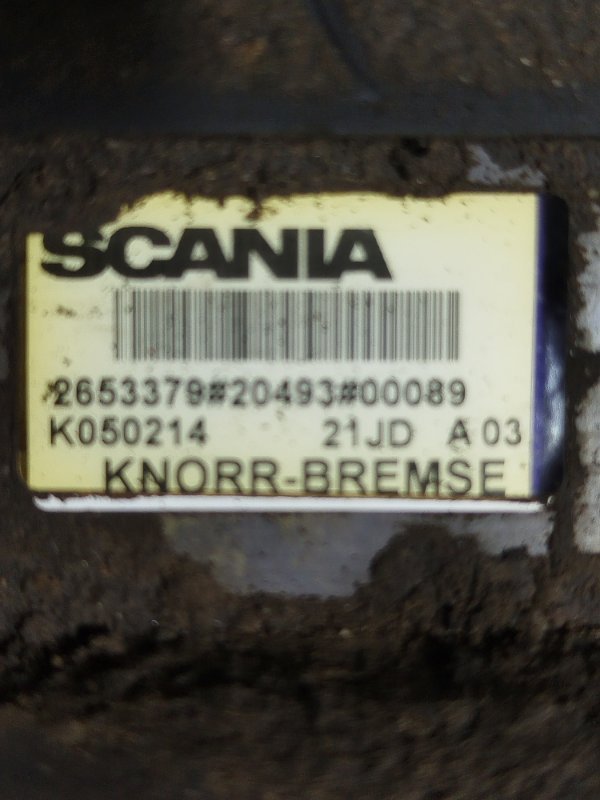 SCANIA
*2653379#20493#00089
K050214 21JD A 03
KNORR-BREMSE